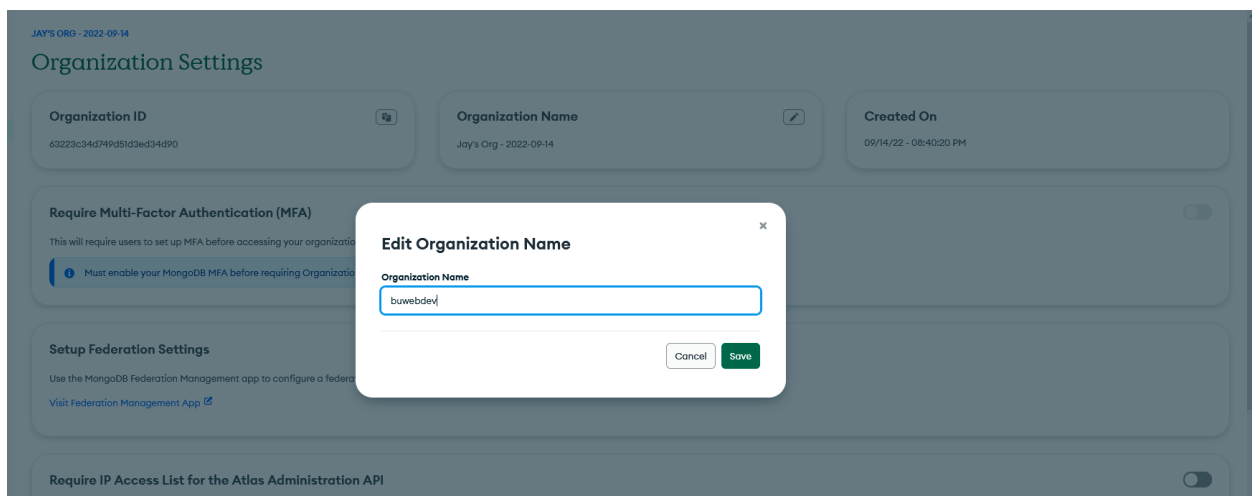 JAY'S ORG - 2022-09-14
Organization Settings
Organization ID
63223c34d749d51d3ed34d90
Organization Name
Jay's Org - 2022-09-14
Created On
09/14/22 - 08:40:20 PM
Require Multi-Factor Authentication (MFA)
This will require users to set up MFA before accessing your organizatio
Must enable your MongoDB MFA before requiring Organizatio
Edit Organization Name
Organization Name
buwebdev
Cancel
Save
Setup Federation Settings
Use the MongoDB Federation Management app to configure a federa
Visit Federation Management App
Require IP Access List for the Atlas Administration API